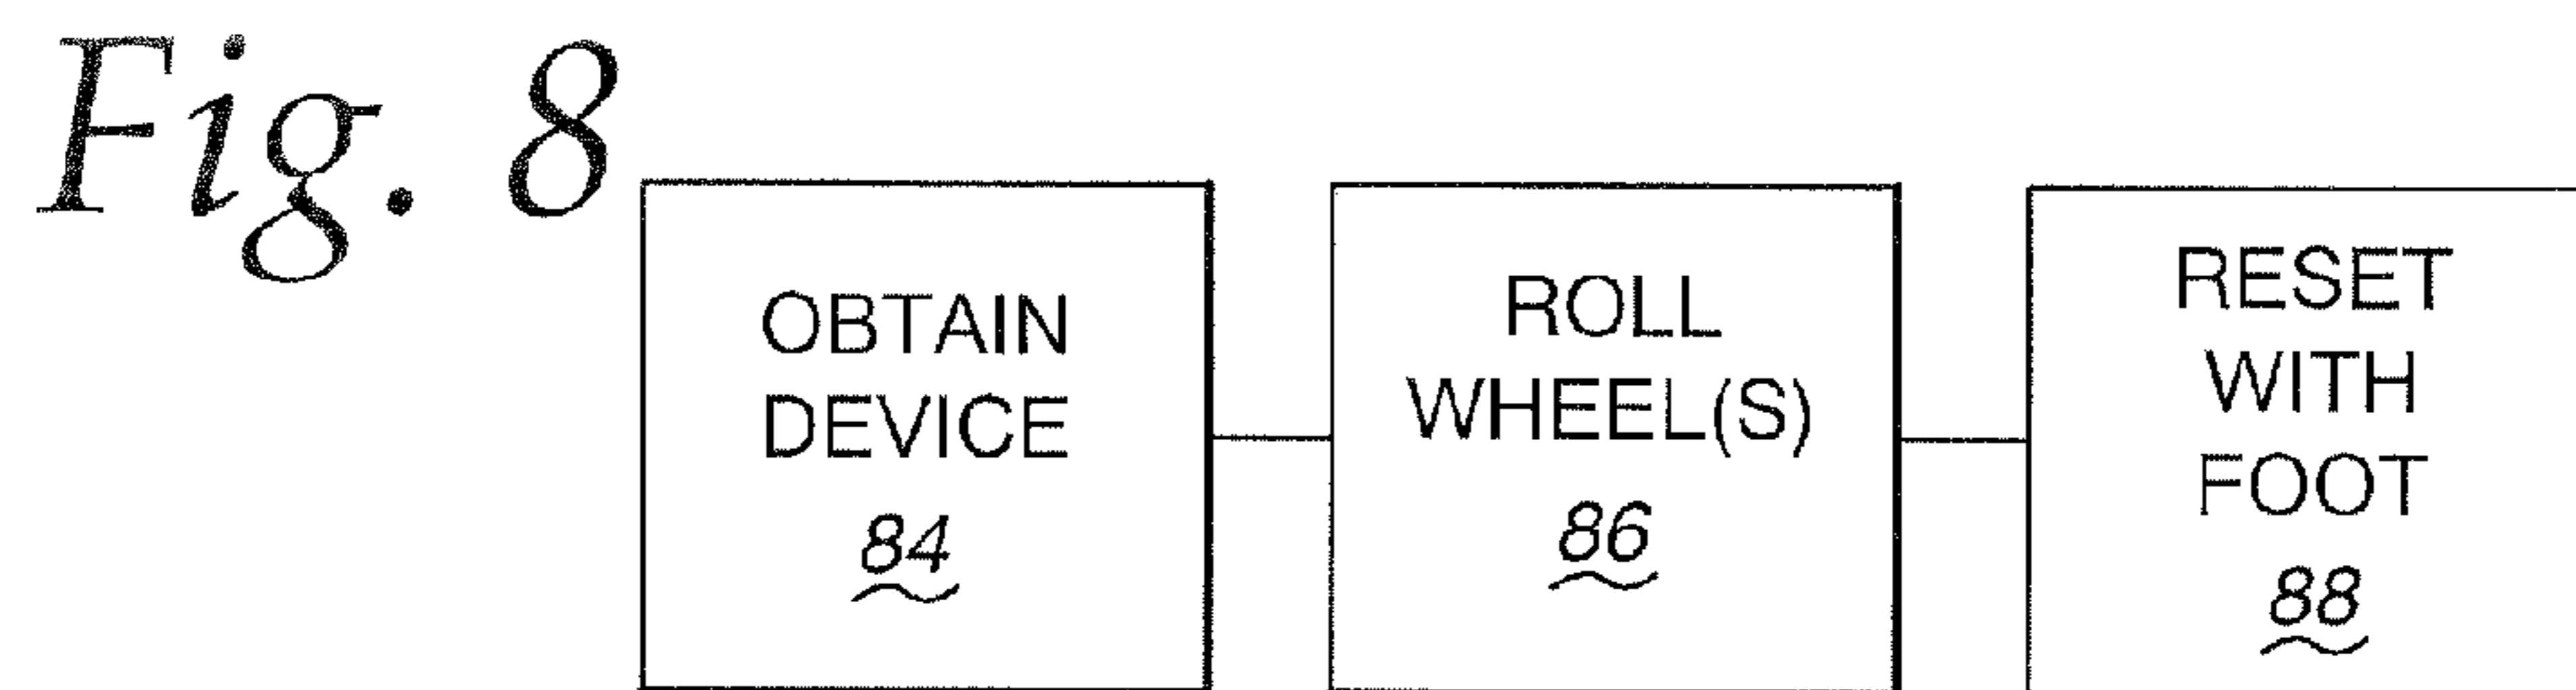 Fig. 8
OBTAIN
DEVICE
84
ROLL
WHEEL(S)
86
RESET
WITH
FOOT
88